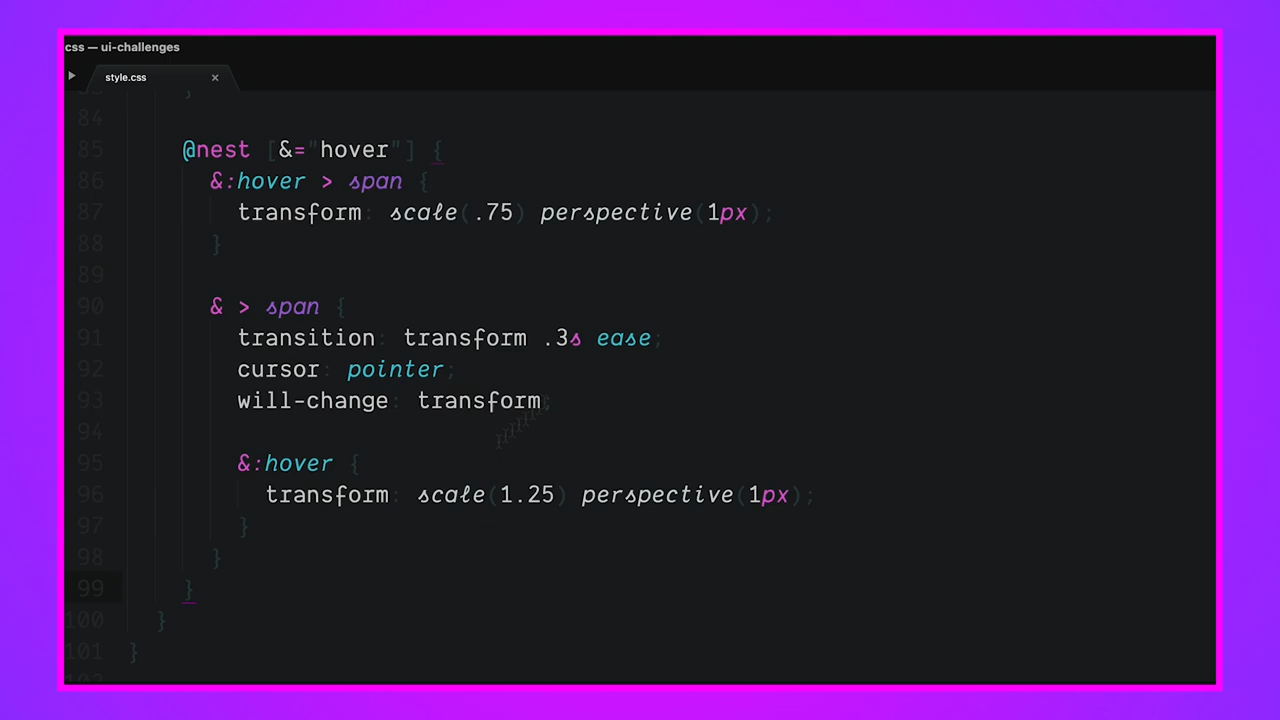 css — ui-challenges
style.css ×
84
85 @nest [&="hover"] {
86 &:hover > span {
87 transform: scale(.75) perspective(1px);
88 }
89
90 & > span {
91 transition: transform .3s ease;
92 cursor: pointer;
93 will-change: transform;
94
95 &:hover {
96 transform: scale(1.25) perspective(1px);
97 }
98 }
99 }
100 }
101 }